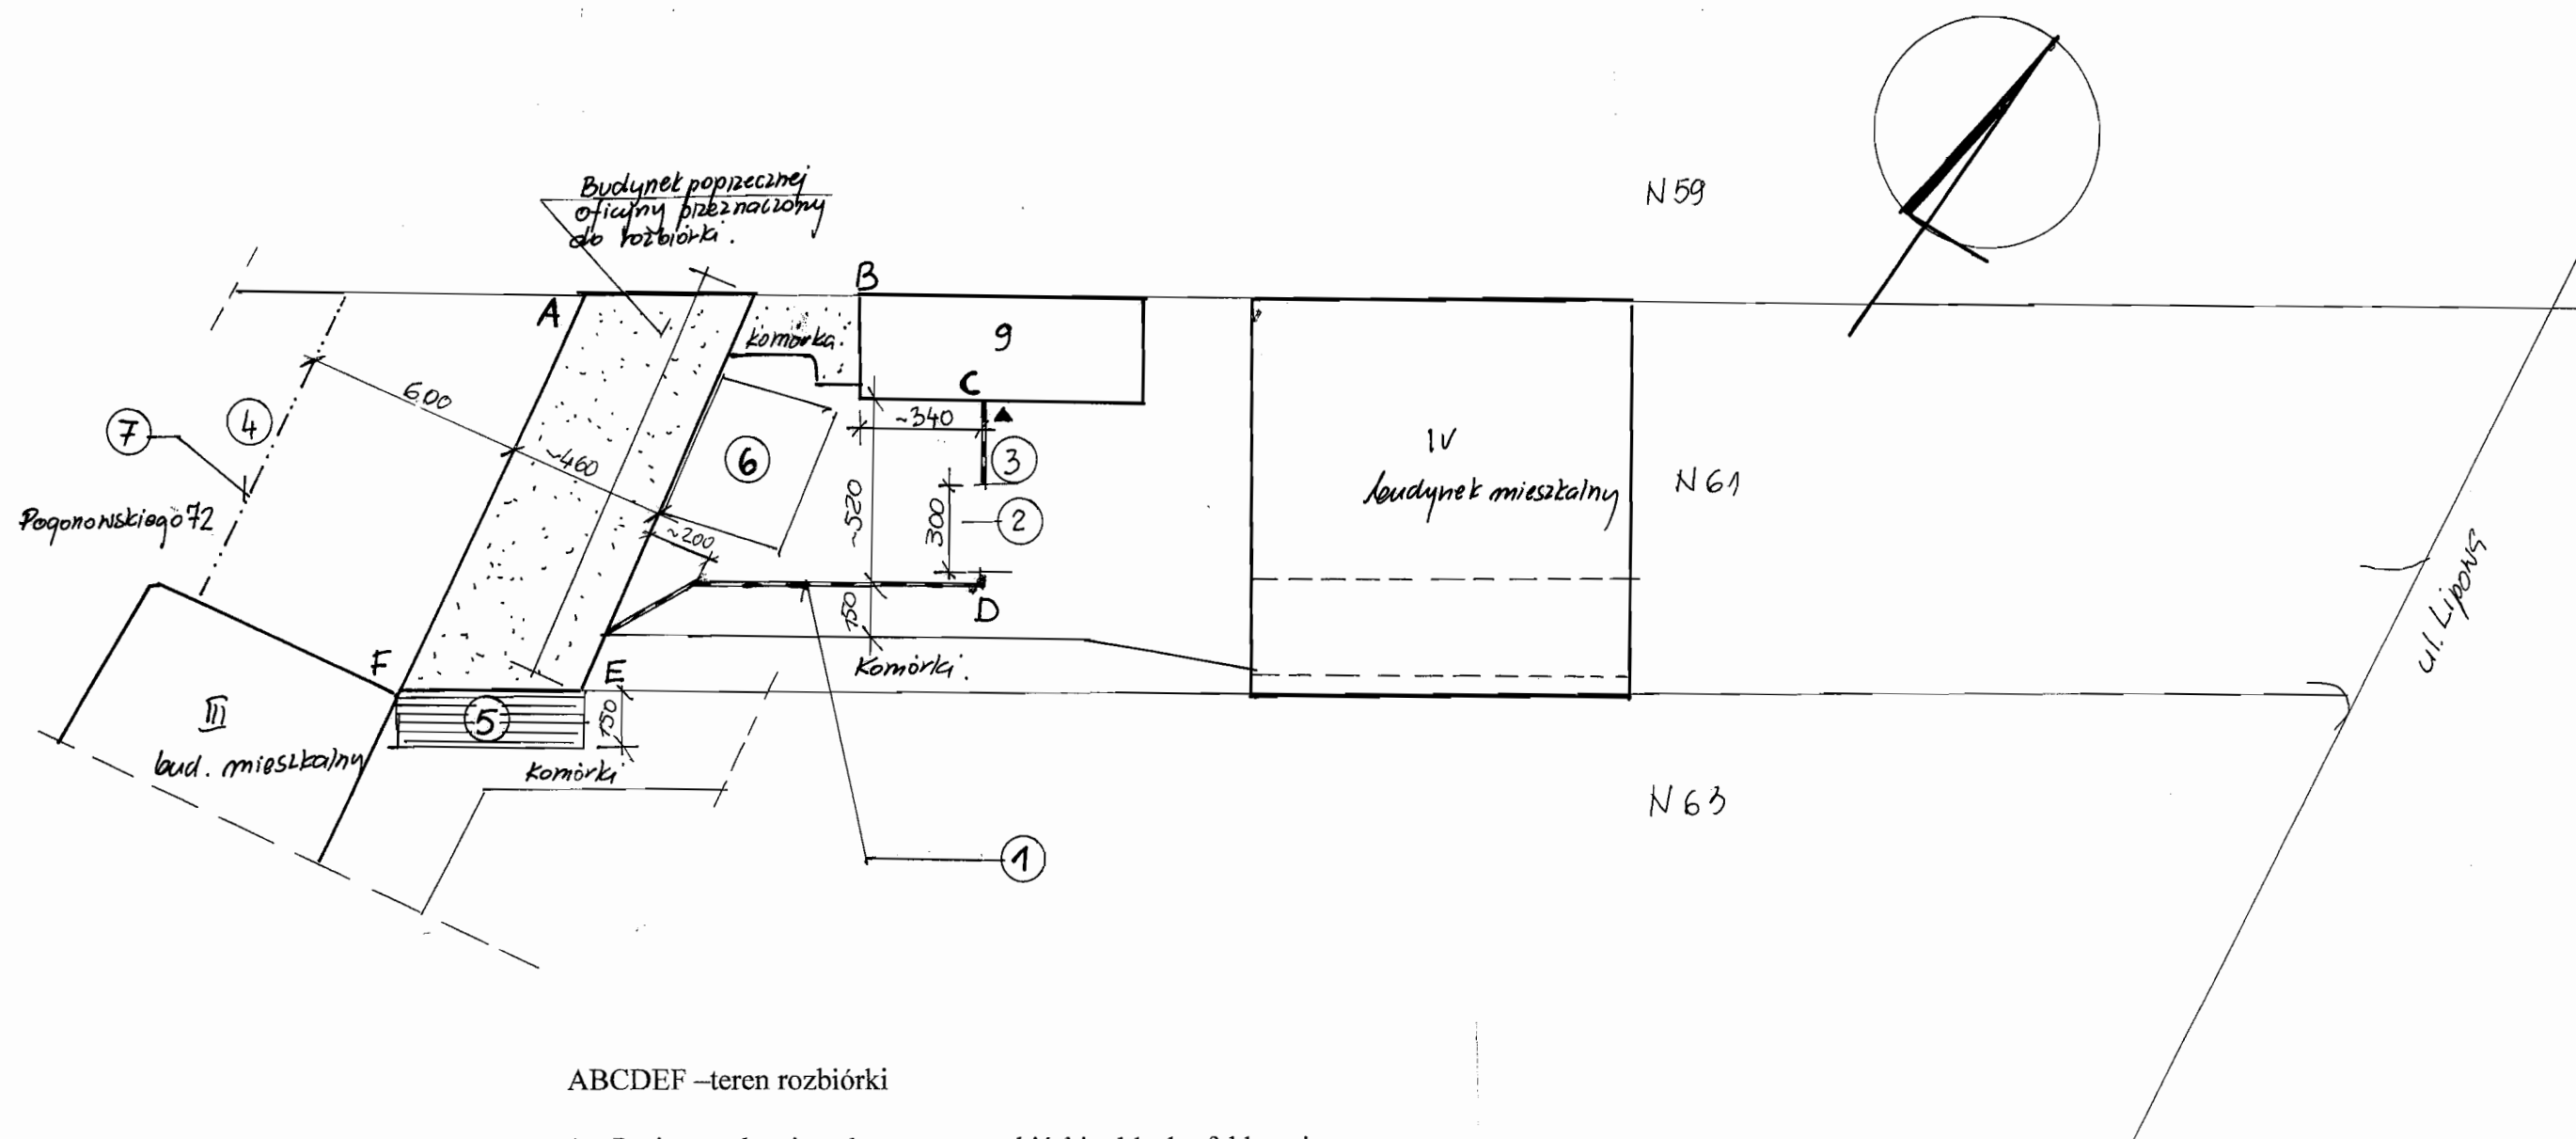 Budynek poprzecznej
oficyny przeznaczony
do rozbiórki.
N 59
A
B
komórka.
9
C
600
~340
7
4
~460
6
3
IV
budynek mieszkalny
N 61
~520
300
2
Pogonowskiego 72
~200
150
D
ul. Lipowa
F
E
Komórki.
III
bud. mieszkalny
5
150
komórki
N 63
1
ABCDEF –teren rozbiórki